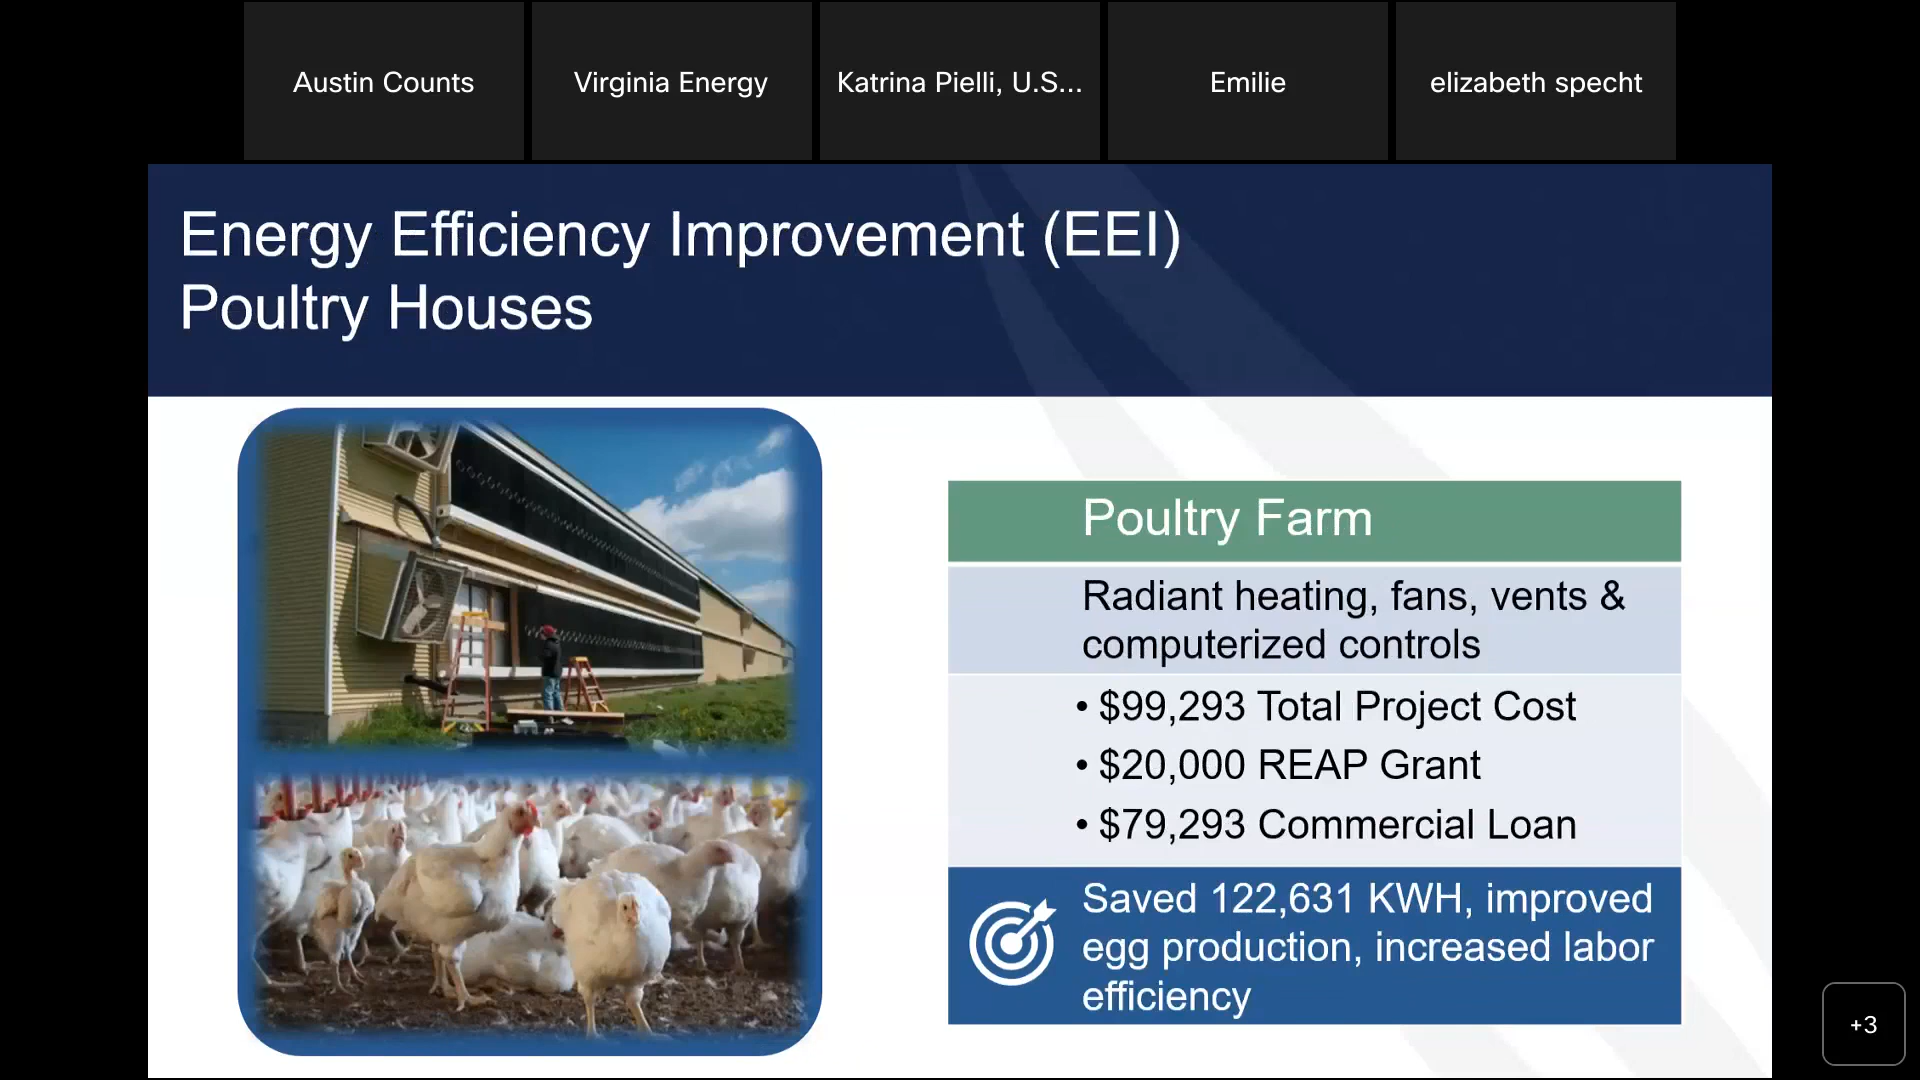 Austin Counts
Virginia Energy
Katrina Pielli, U.S...
Emilie
elizabeth specht
Energy Efficiency Improvement (EEI)
Poultry Houses
Poultry Farm
Radiant heating, fans, vents &
computerized controls
• $99,293 Total Project Cost
• $20,000 REAP Grant
• $79,293 Commercial Loan
Saved 122,631 KWH, improved
egg production, increased labor
efficiency
+3